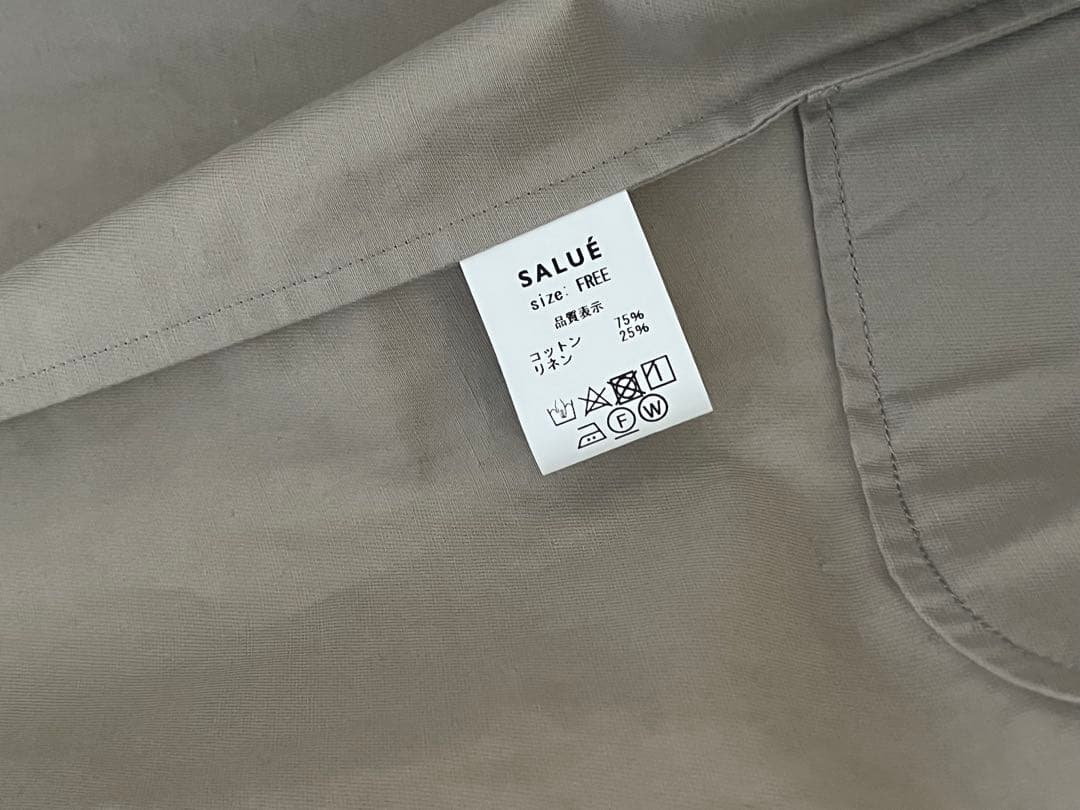 SALUÉ
size: FREE
品質表示
コットン 75%
リネン 25%
F W